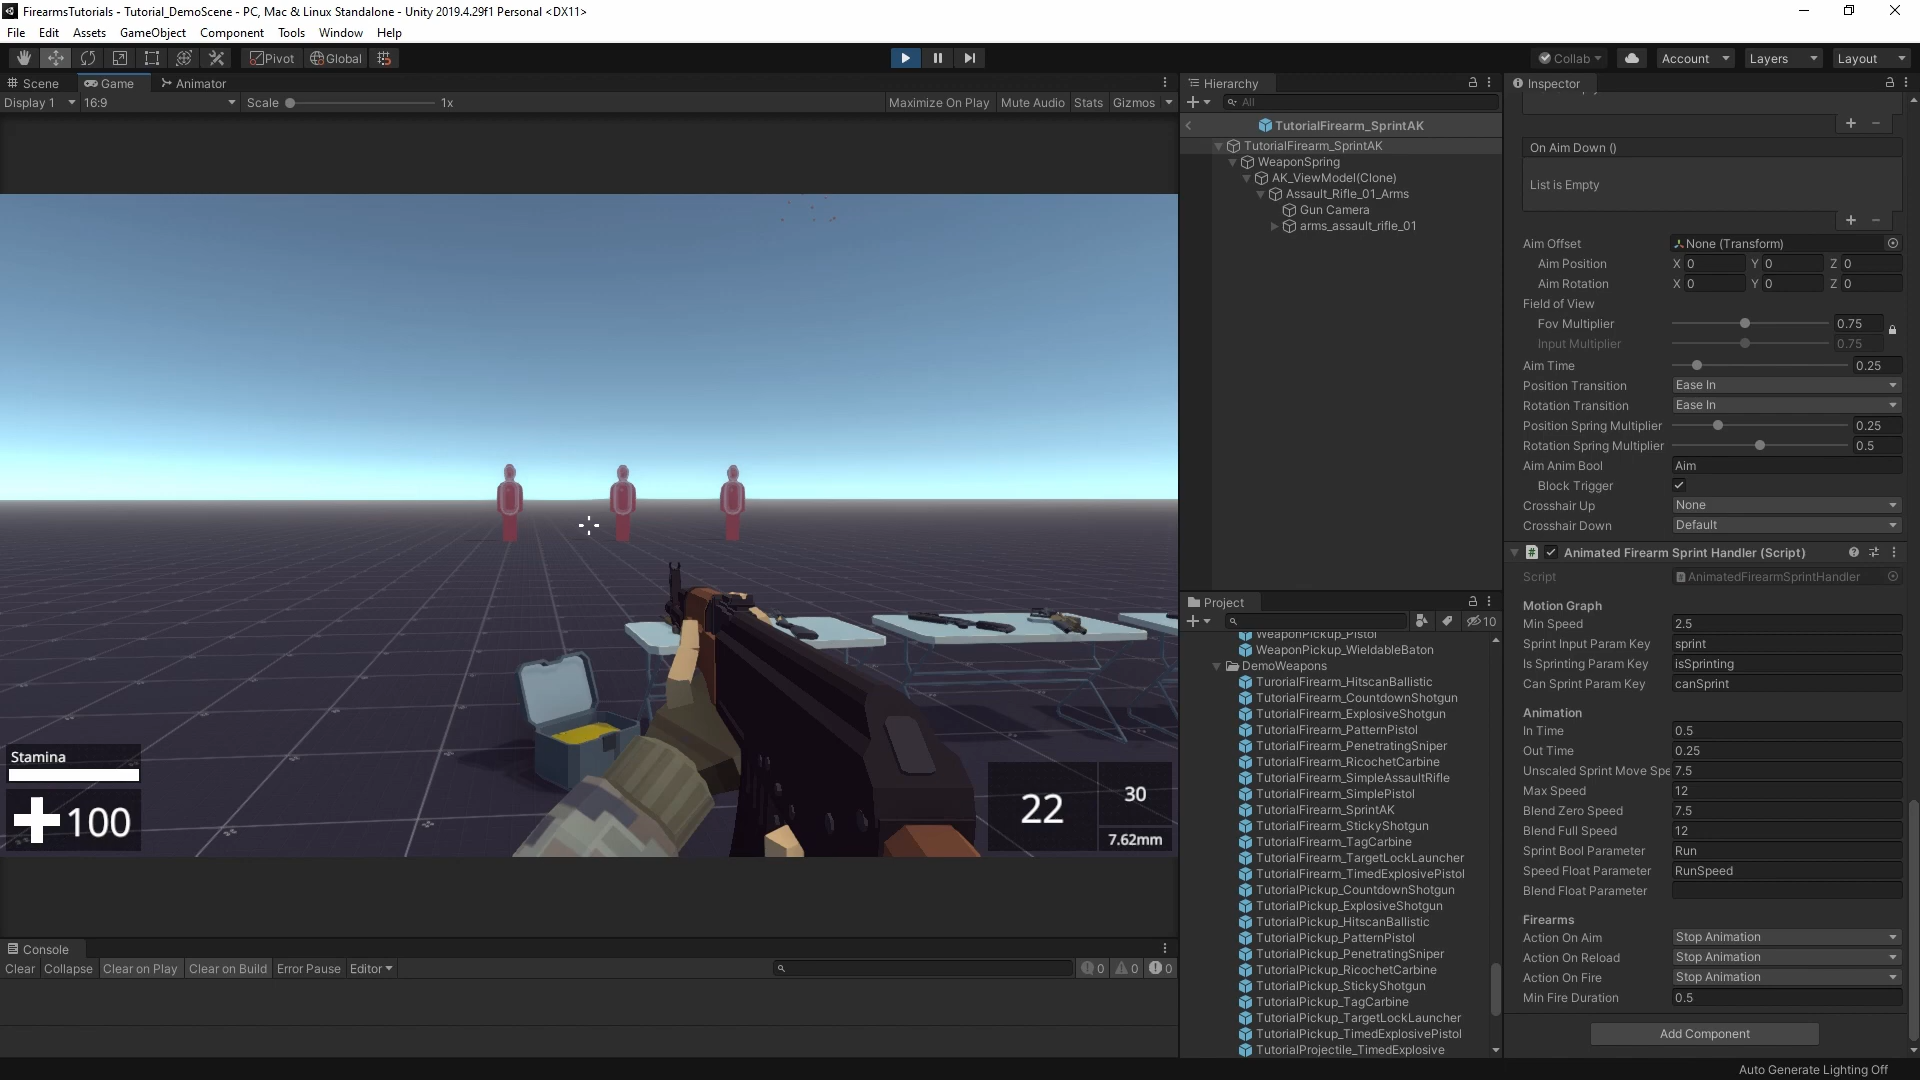 FirearmsTutorials - Tutorial_DemoScene - PC, Mac & Linux Standalone - Unity 2019.4.29f1 Personal <DX11>
File Edit Assets GameObject Component Tools Window Help
Pivot Global Collab Account Layers Layout
Scene Game Animator
Display 1 16:9 Scale 1x Maximize On Play Mute Audio Stats Gizmos
Stamina
100
22
30
7.62mm
Console
Clear Collapse Clear on Play Clear on Build Error Pause Editor 0 0 0
Hierarchy
All
TutorialFirearm_SprintAK
TutorialFirearm_SprintAK
WeaponSpring
AK_ViewModel(Clone)
Assault_Rifle_01_Arms
Gun Camera
arms_assault_rifle_01
Project
10
WeaponPickup_Pistol
WeaponPickup_WieldableBaton
DemoWeapons
TurorialFirearm_HitscanBallistic
TutorialFirearm_CountdownShotgun
TutorialFirearm_ExplosiveShotgun
TutorialFirearm_PatternPistol
TutorialFirearm_PenetratingSniper
TutorialFirearm_RicochetCarbine
TutorialFirearm_SimpleAssaultRifle
TutorialFirearm_SimplePistol
TutorialFirearm_SprintAK
TutorialFirearm_StickyShotgun
TutorialFirearm_TagCarbine
TutorialFirearm_TargetLockLauncher
TutorialFirearm_TimedExplosivePistol
TutorialPickup_CountdownShotgun
TutorialPickup_ExplosiveShotgun
TutorialPickup_HitscanBallistic
TutorialPickup_PatternPistol
TutorialPickup_PenetratingSniper
TutorialPickup_RicochetCarbine
TutorialPickup_StickyShotgun
TutorialPickup_TagCarbine
TutorialPickup_TargetLockLauncher
TutorialPickup_TimedExplosivePistol
TutorialProjectile_TimedExplosive
Inspector
On Aim Down ()
List is Empty
Aim Offset None (Transform)
Aim Position X 0 Y 0 Z 0
Aim Rotation X 0 Y 0 Z 0
Field of View
Fov Multiplier 0.75
Input Multiplier 0.75
Aim Time 0.25
Position Transition Ease In
Rotation Transition Ease In
Position Spring Multiplier 0.25
Rotation Spring Multiplier 0.5
Aim Anim Bool Aim
Block Trigger
Crosshair Up None
Crosshair Down Default
Animated Firearm Sprint Handler (Script)
Script AnimatedFirearmSprintHandler
Motion Graph
Min Speed 2.5
Sprint Input Param Key sprint
Is Sprinting Param Key isSprinting
Can Sprint Param Key canSprint
Animation
In Time 0.5
Out Time 0.25
Unscaled Sprint Move Spe 7.5
Max Speed 12
Blend Zero Speed 7.5
Blend Full Speed 12
Sprint Bool Parameter Run
Speed Float Parameter RunSpeed
Blend Float Parameter
Firearms
Action On Aim Stop Animation
Action On Reload Stop Animation
Action On Fire Stop Animation
Min Fire Duration 0.5
Add Component
Auto Generate Lighting Off